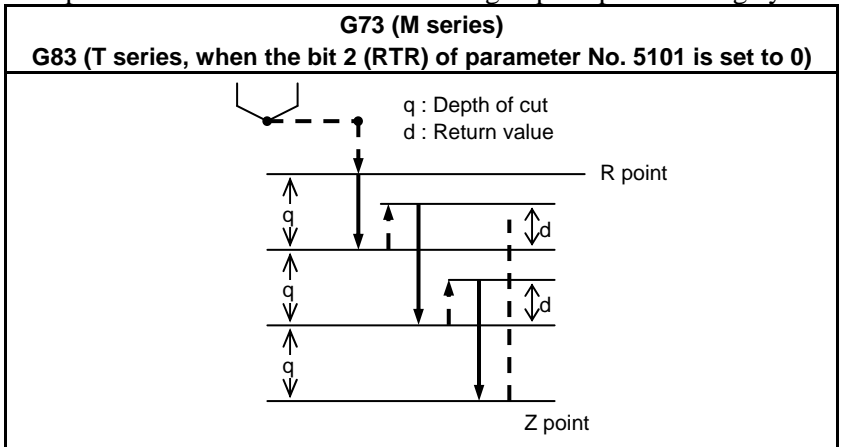 G73 (M series)
G83 (T series, when the bit 2 (RTR) of parameter No. 5101 is set to 0)
q : Depth of cut
d : Return value
R point
q
d
q
d
q
Z point